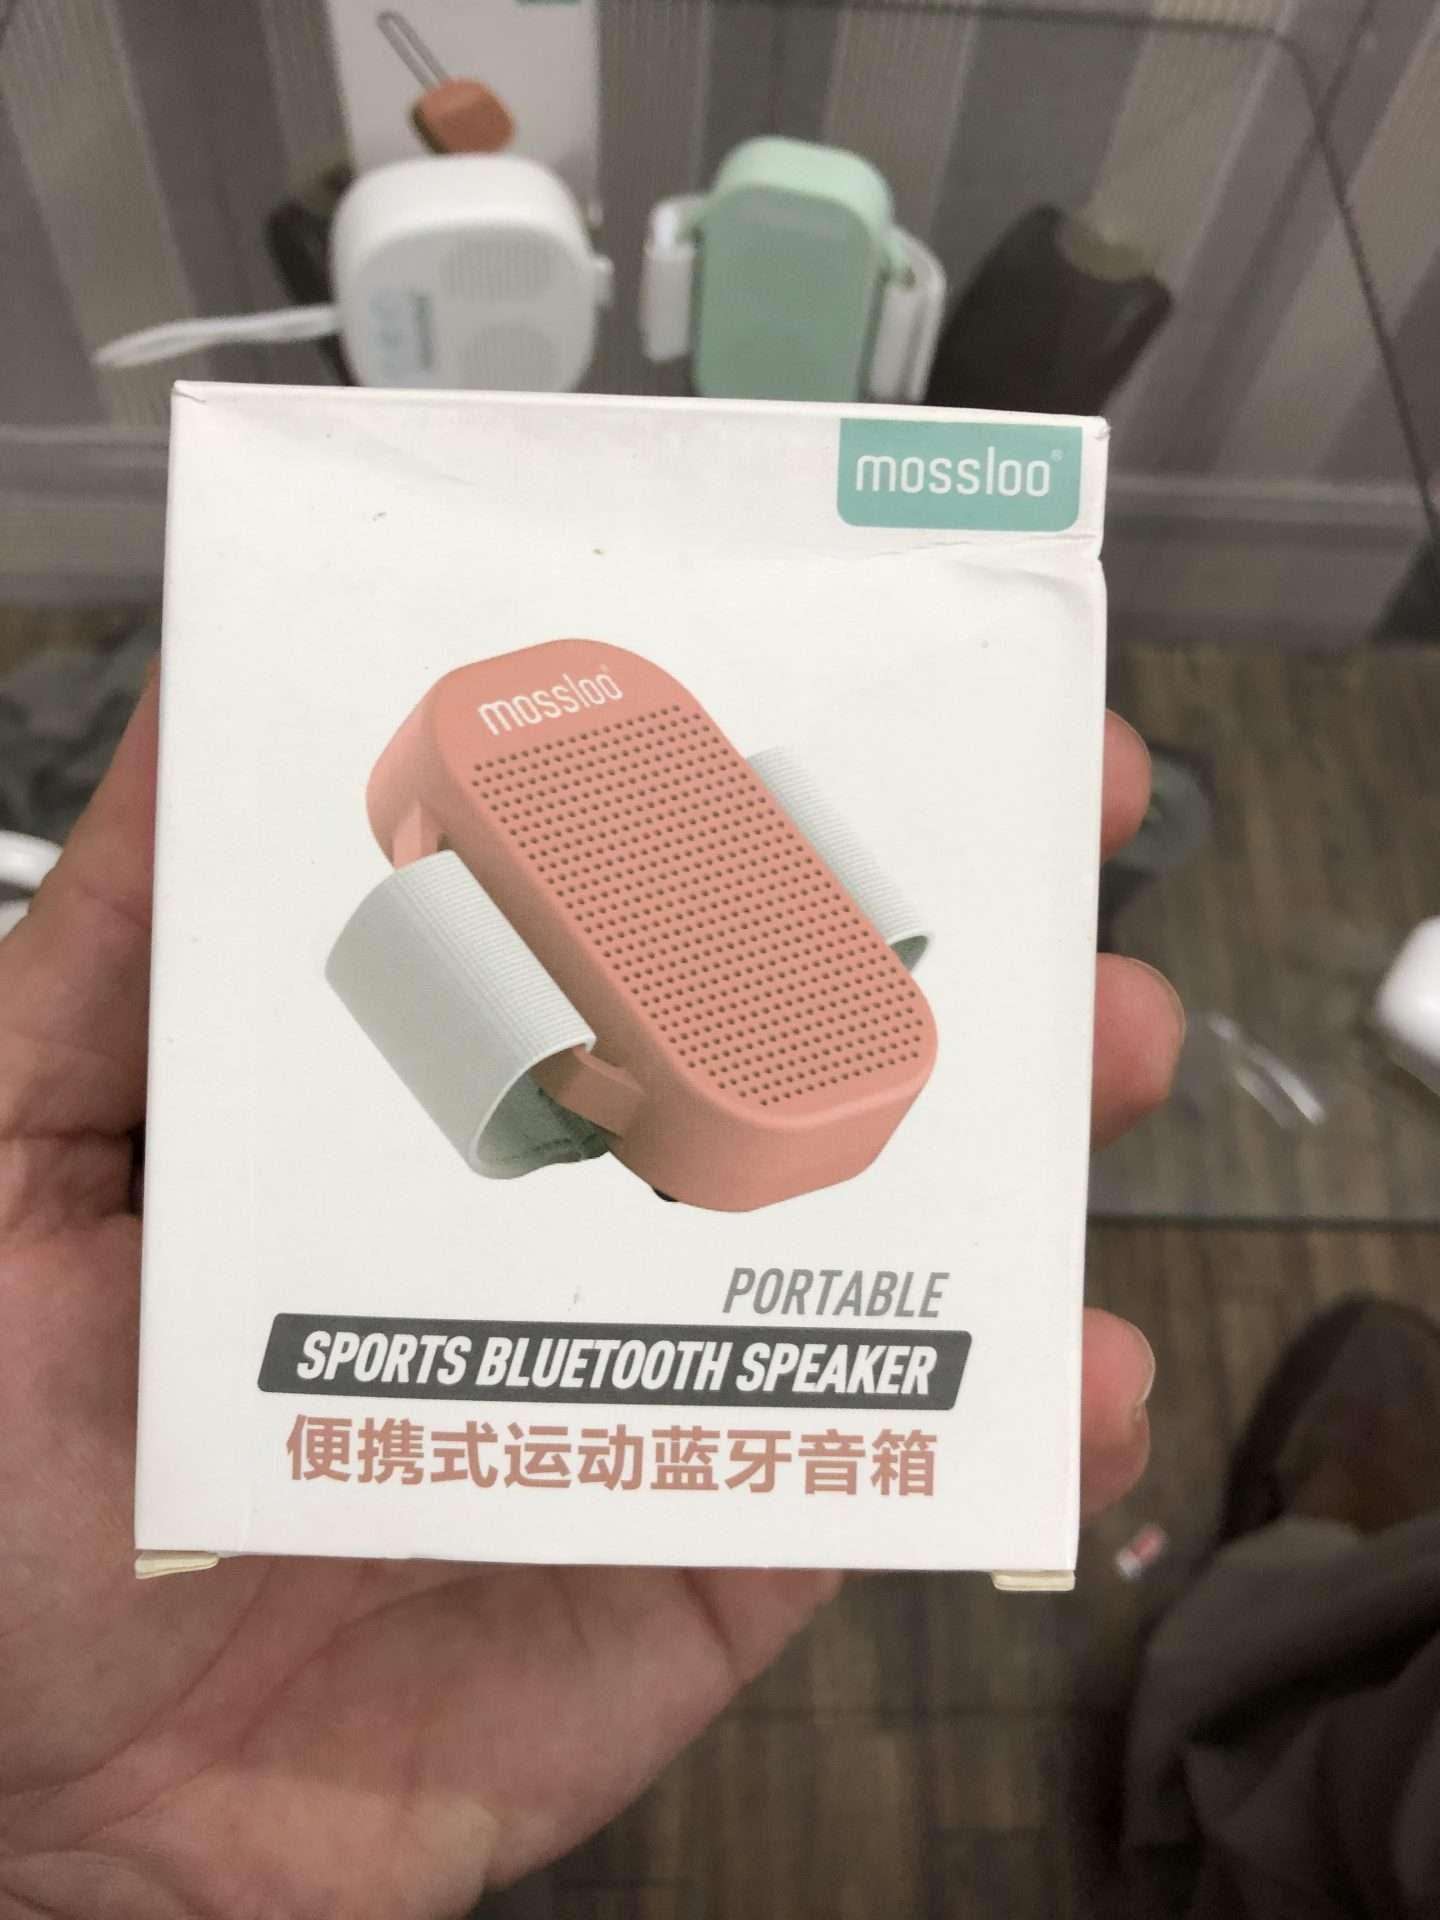 mossloo®
mossloo®
PORTABLE
SPORTS BLUETOOTH SPEAKER
便携式运动蓝牙音箱